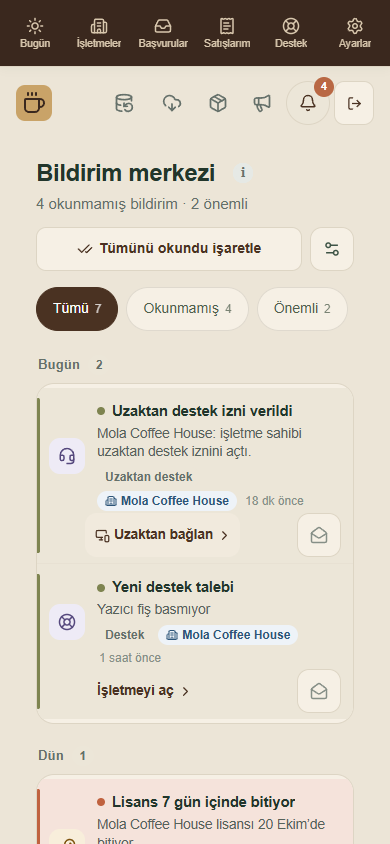 Bugün
İşletmeler
Başvurular
Satışlarım
Destek
Ayarlar
4
Bildirim merkezi
i
4 okunmamış bildirim · 2 önemli
Tümünü okundu işaretle
Tümü 7
Okunmamış 4
Önemli 2
Bugün 2
Uzaktan destek izni verildi
Mola Coffee House: işletme sahibi
uzaktan destek iznini açtı.
Uzaktan destek
Mola Coffee House 18 dk önce
Uzaktan bağlan
Yeni destek talebi
Yazıcı fiş basmıyor
Destek Mola Coffee House
1 saat önce
İşletmeyi aç
Dün 1
Lisans 7 gün içinde bitiyor
Mola Coffee House lisansı 20 Ekim'de
bitiyor.